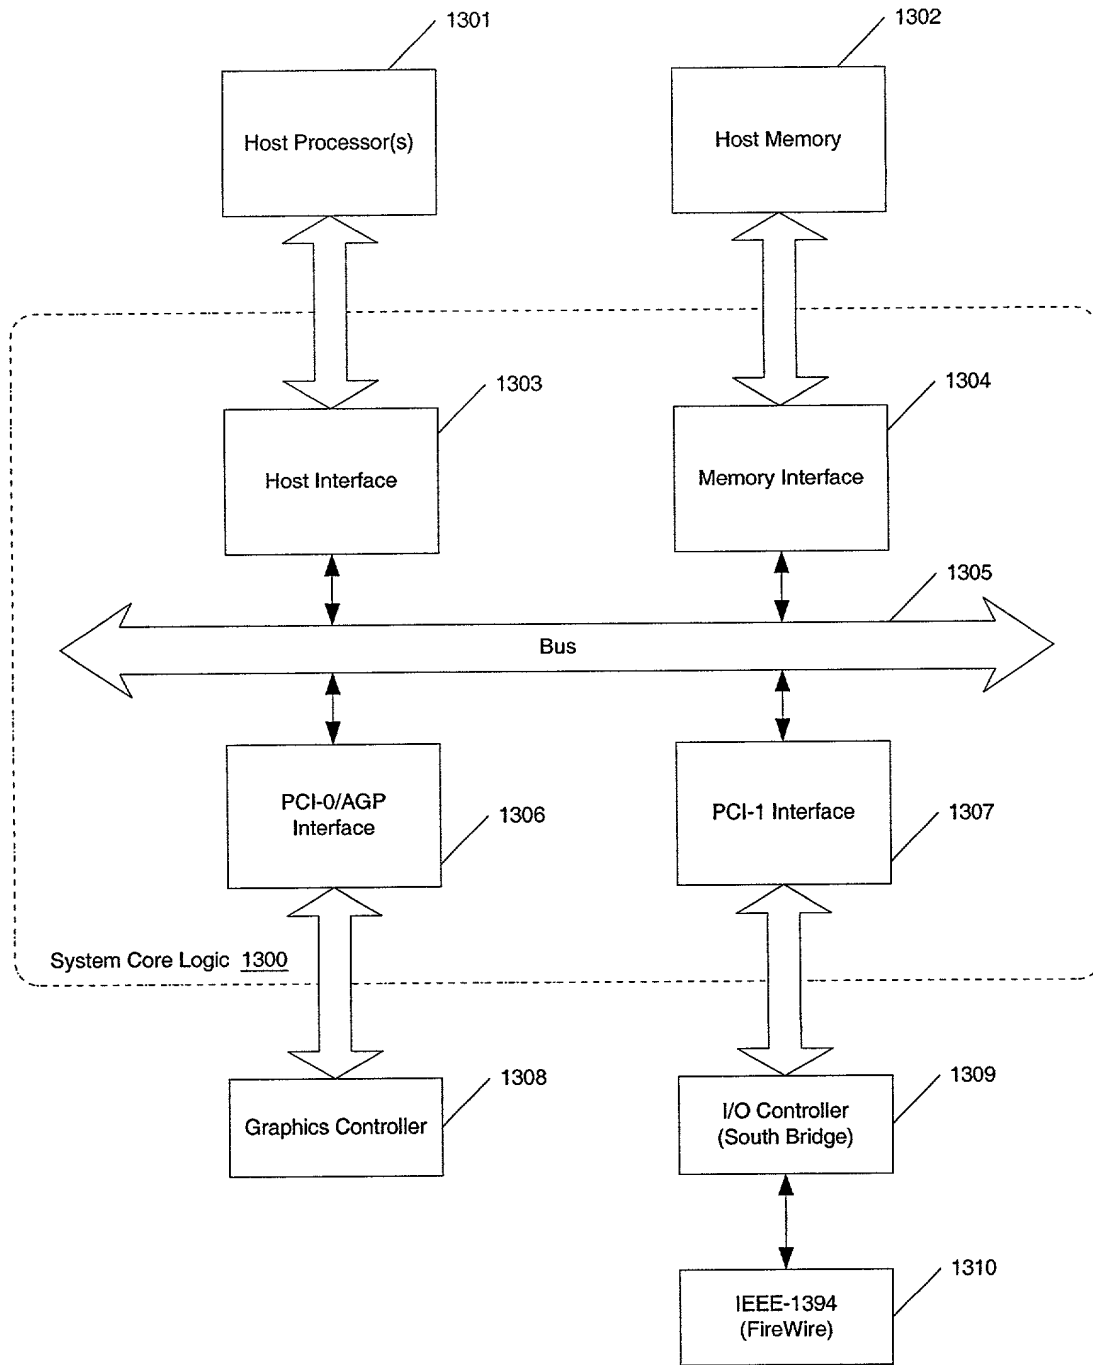 1301
1302
Host Processor(s)
Host Memory
1303
1304
Host Interface
Memory Interface
1305
Bus
PCI-0/AGP
Interface
1306
PCI-1 Interface
1307
System Core Logic 1300
1308
Graphics Controller
1309
I/O Controller
(South Bridge)
1310
IEEE-1394
(FireWire)